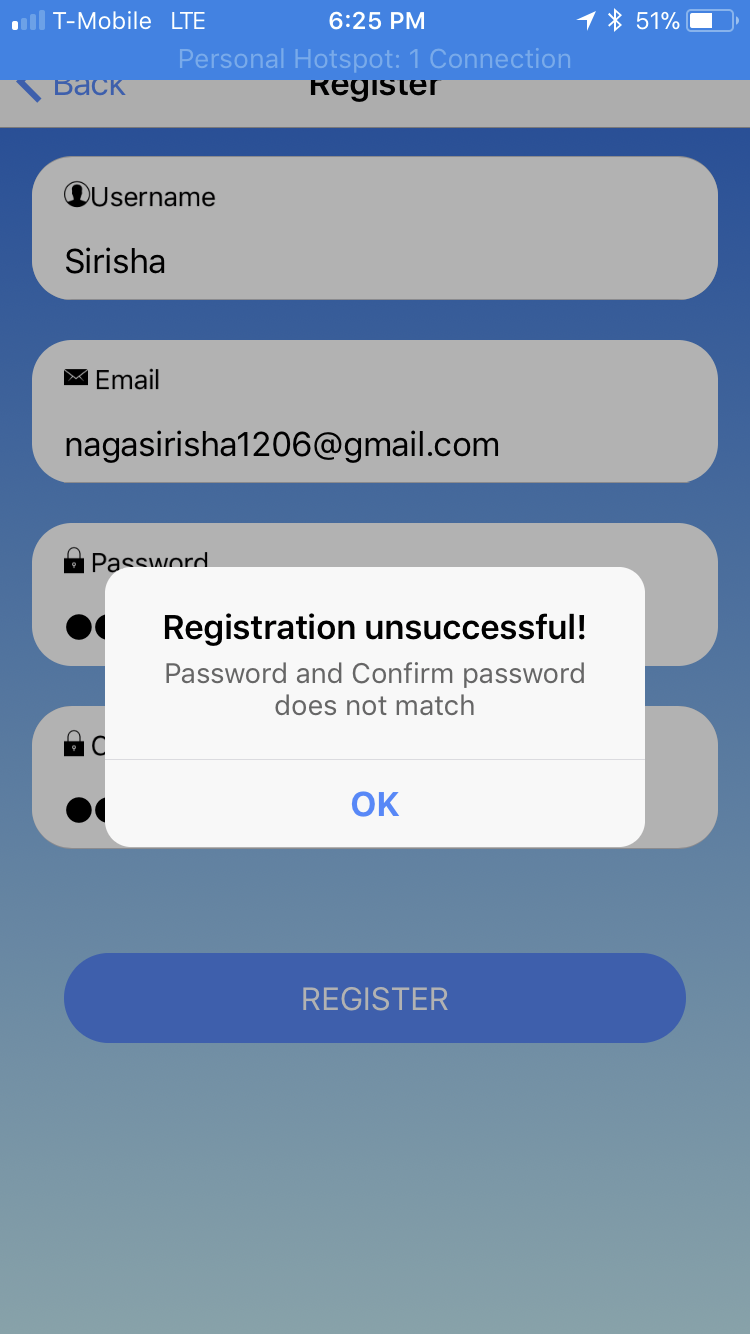 T-Mobile LTE 6:25 PM 51%
Personal Hotspot: 1 Connection
Back Register
Username
Sirisha
Email
nagasirisha1206@gmail.com
Password
Registration unsuccessful!
Password and Confirm password
does not match
C
OK
REGISTER